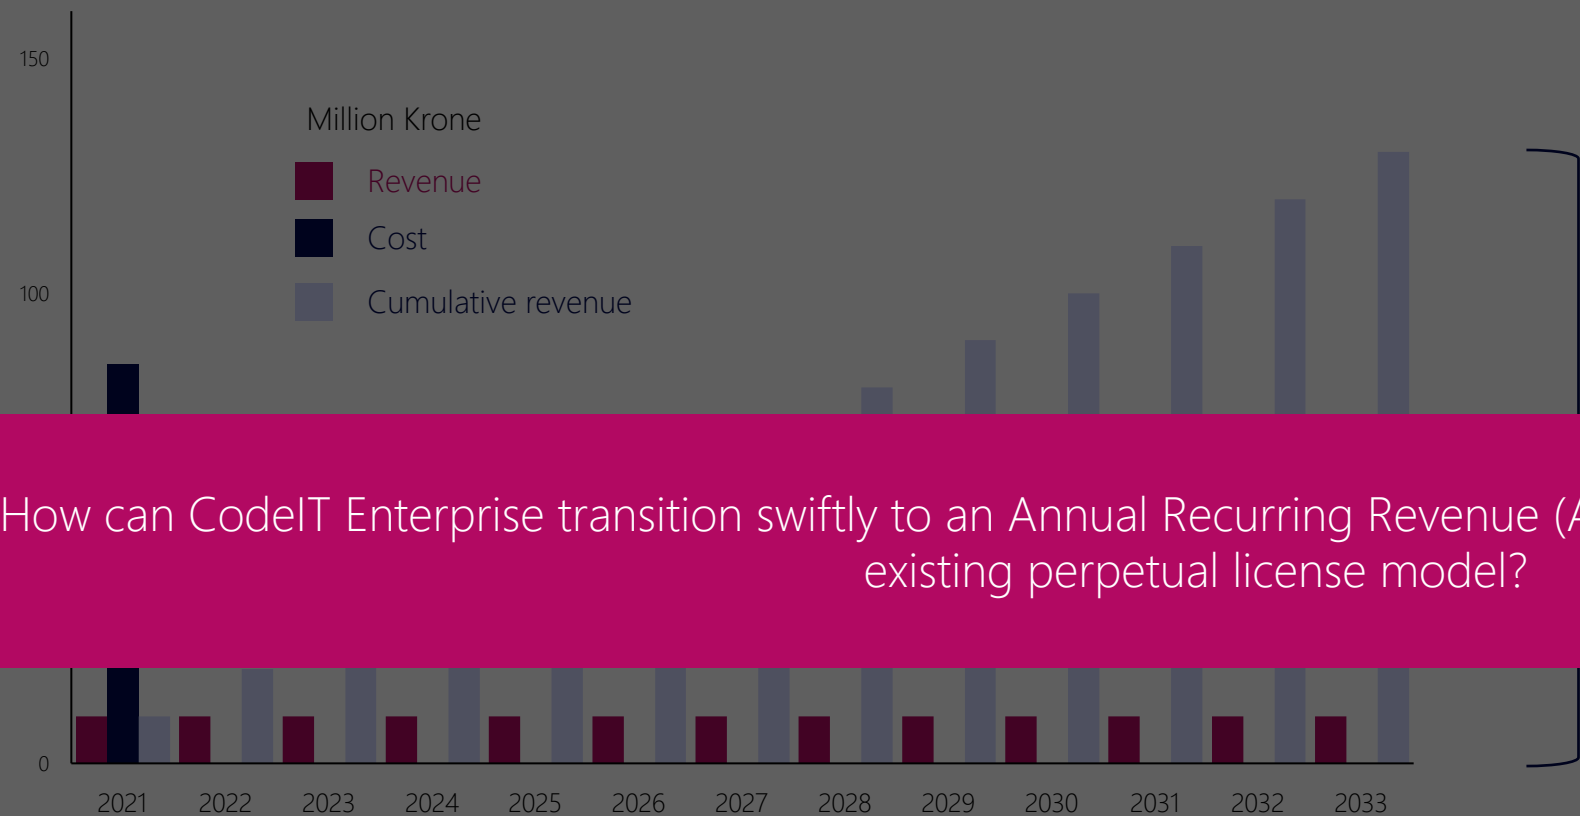 150
Million Krone
Revenue
Cost
Cumulative revenue
100
How can CodeIT Enterprise transition swiftly to an Annual Recurring Revenue (
existing perpetual license model?
0
2021 2022 2023 2024 2025 2026 2027 2028 2029 2030 2031 2032 2033